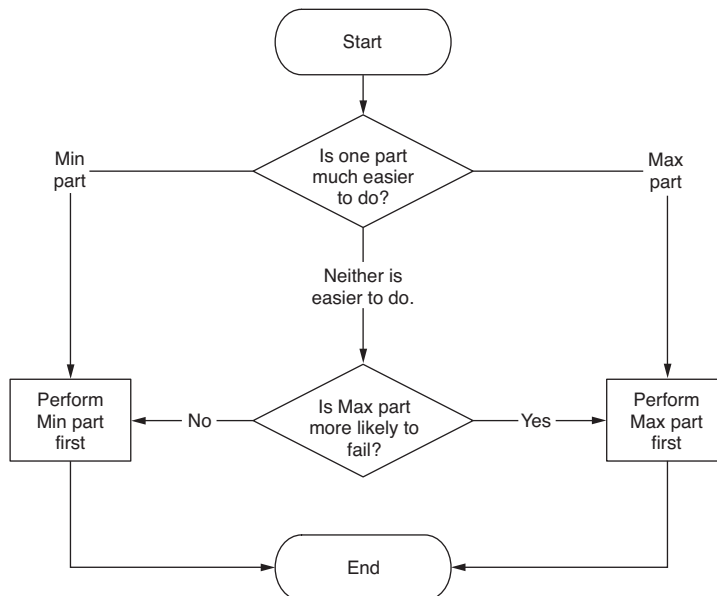 Start
Is one part
much easier
to do?
Min
part
Max
part
Neither is
easier to do.
Is Max part
more likely to
fail?
No
Yes
Perform
Min part
first
Perform
Max part
first
End